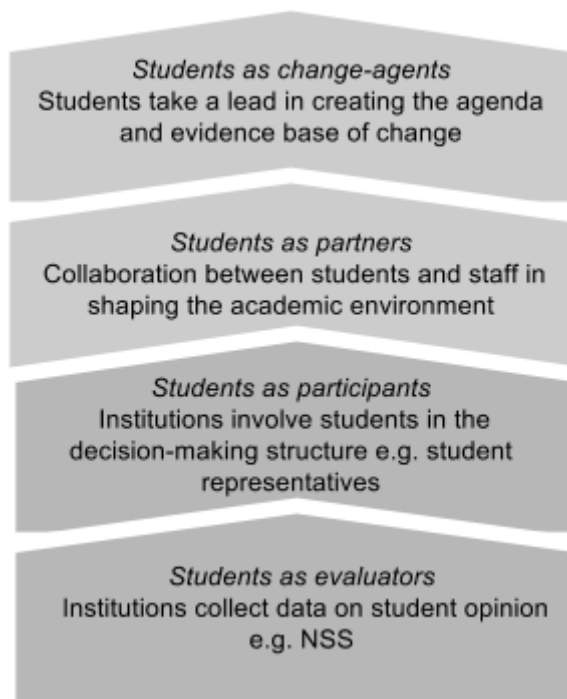 Students as change-agents
Students take a lead in creating the agenda
and evidence base of change
Students as partners
Collaboration between students and staff in
shaping the academic environment
Students as participants
Institutions involve students in the
decision-making structure e.g. student
representatives
Students as evaluators
Institutions collect data on student opinion
e.g. NSS